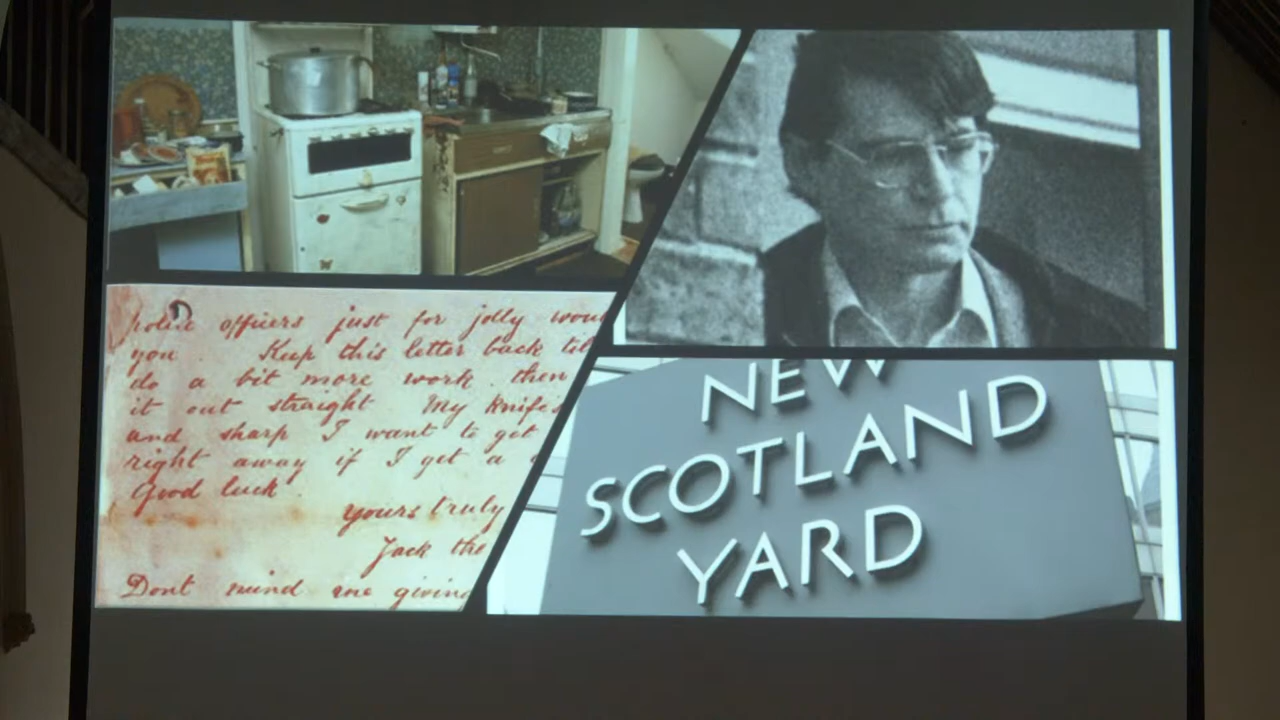 police officers just for jolly
you. Keep this letter back
do a bit more work. then
it out straight My knife's
and sharp I want to get
right away if I get a
Good luck
Yours truly
Jack the
Dont mind me giving
NEW
SCOTLAND
YARD